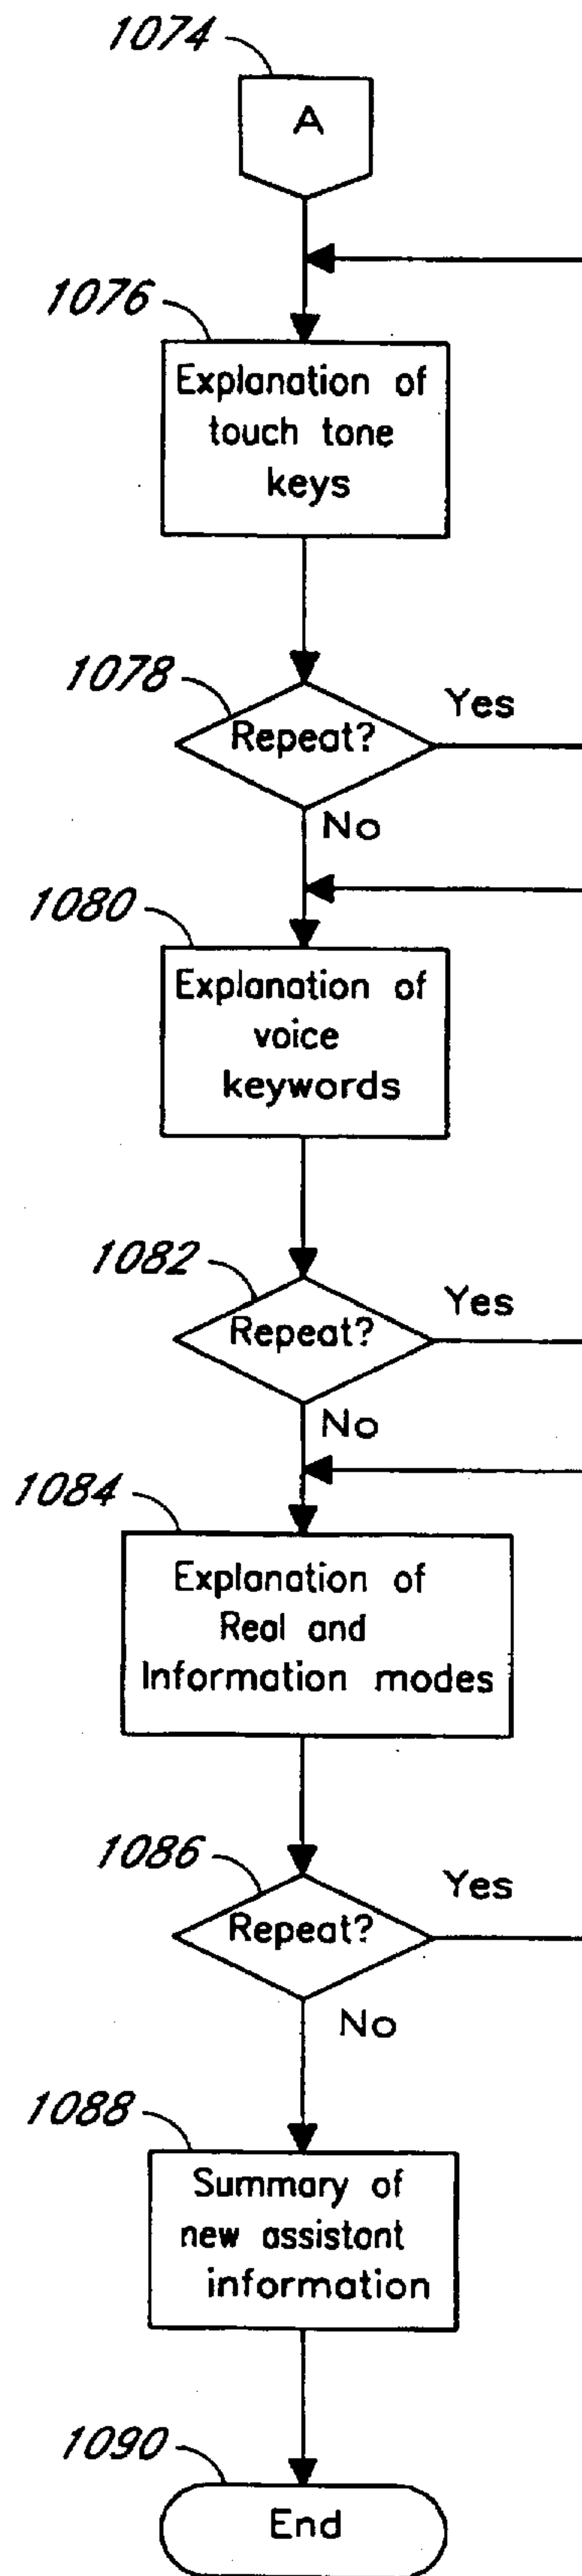 1074
A
1076
Explanation of
touch tone
keys
1078
Repeat?
Yes
No
1080
Explanation of
voice
keywords
1082
Repeat?
Yes
No
1084
Explanation of
Real and
Information modes
1086
Repeat?
Yes
No
1088
Summary of
new assistant
information
1090
End